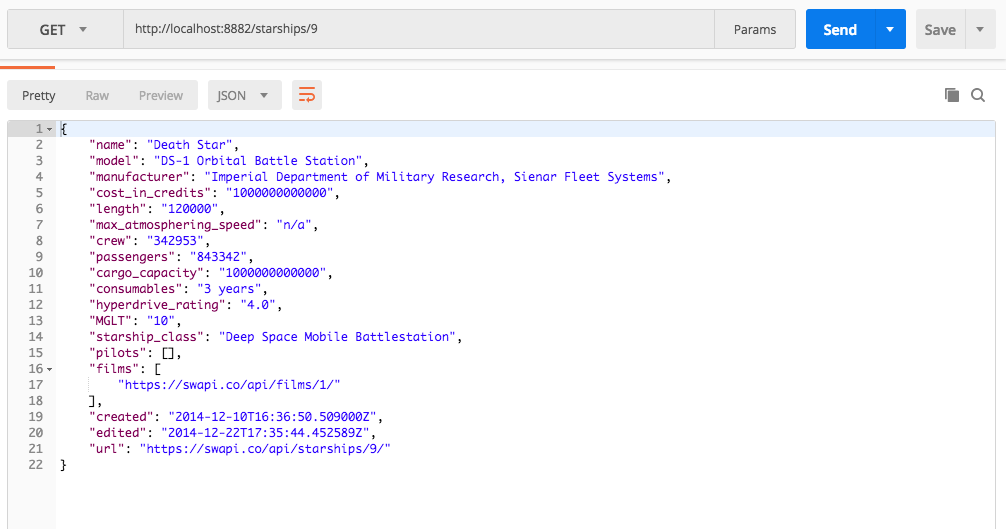 GET http://localhost:8882/starships/9 Params Send Save
Pretty Raw Preview JSON
1 {
2 "name": "Death Star",
3 "model": "DS-1 Orbital Battle Station",
4 "manufacturer": "Imperial Department of Military Research, Sienar Fleet Systems",
5 "cost_in_credits": "1000000000000",
6 "length": "120000",
7 "max_atmosphering_speed": "n/a",
8 "crew": "342953",
9 "passengers": "843342",
10 "cargo_capacity": "1000000000000",
11 "consumables": "3 years",
12 "hyperdrive_rating": "4.0",
13 "MGLT": "10",
14 "starship_class": "Deep Space Mobile Battlestation",
15 "pilots": [],
16 "films": [
17 "https://swapi.co/api/films/1/"
18 ],
19 "created": "2014-12-10T16:36:50.509000Z",
20 "edited": "2014-12-22T17:35:44.452589Z",
21 "url": "https://swapi.co/api/starships/9/"
22 }